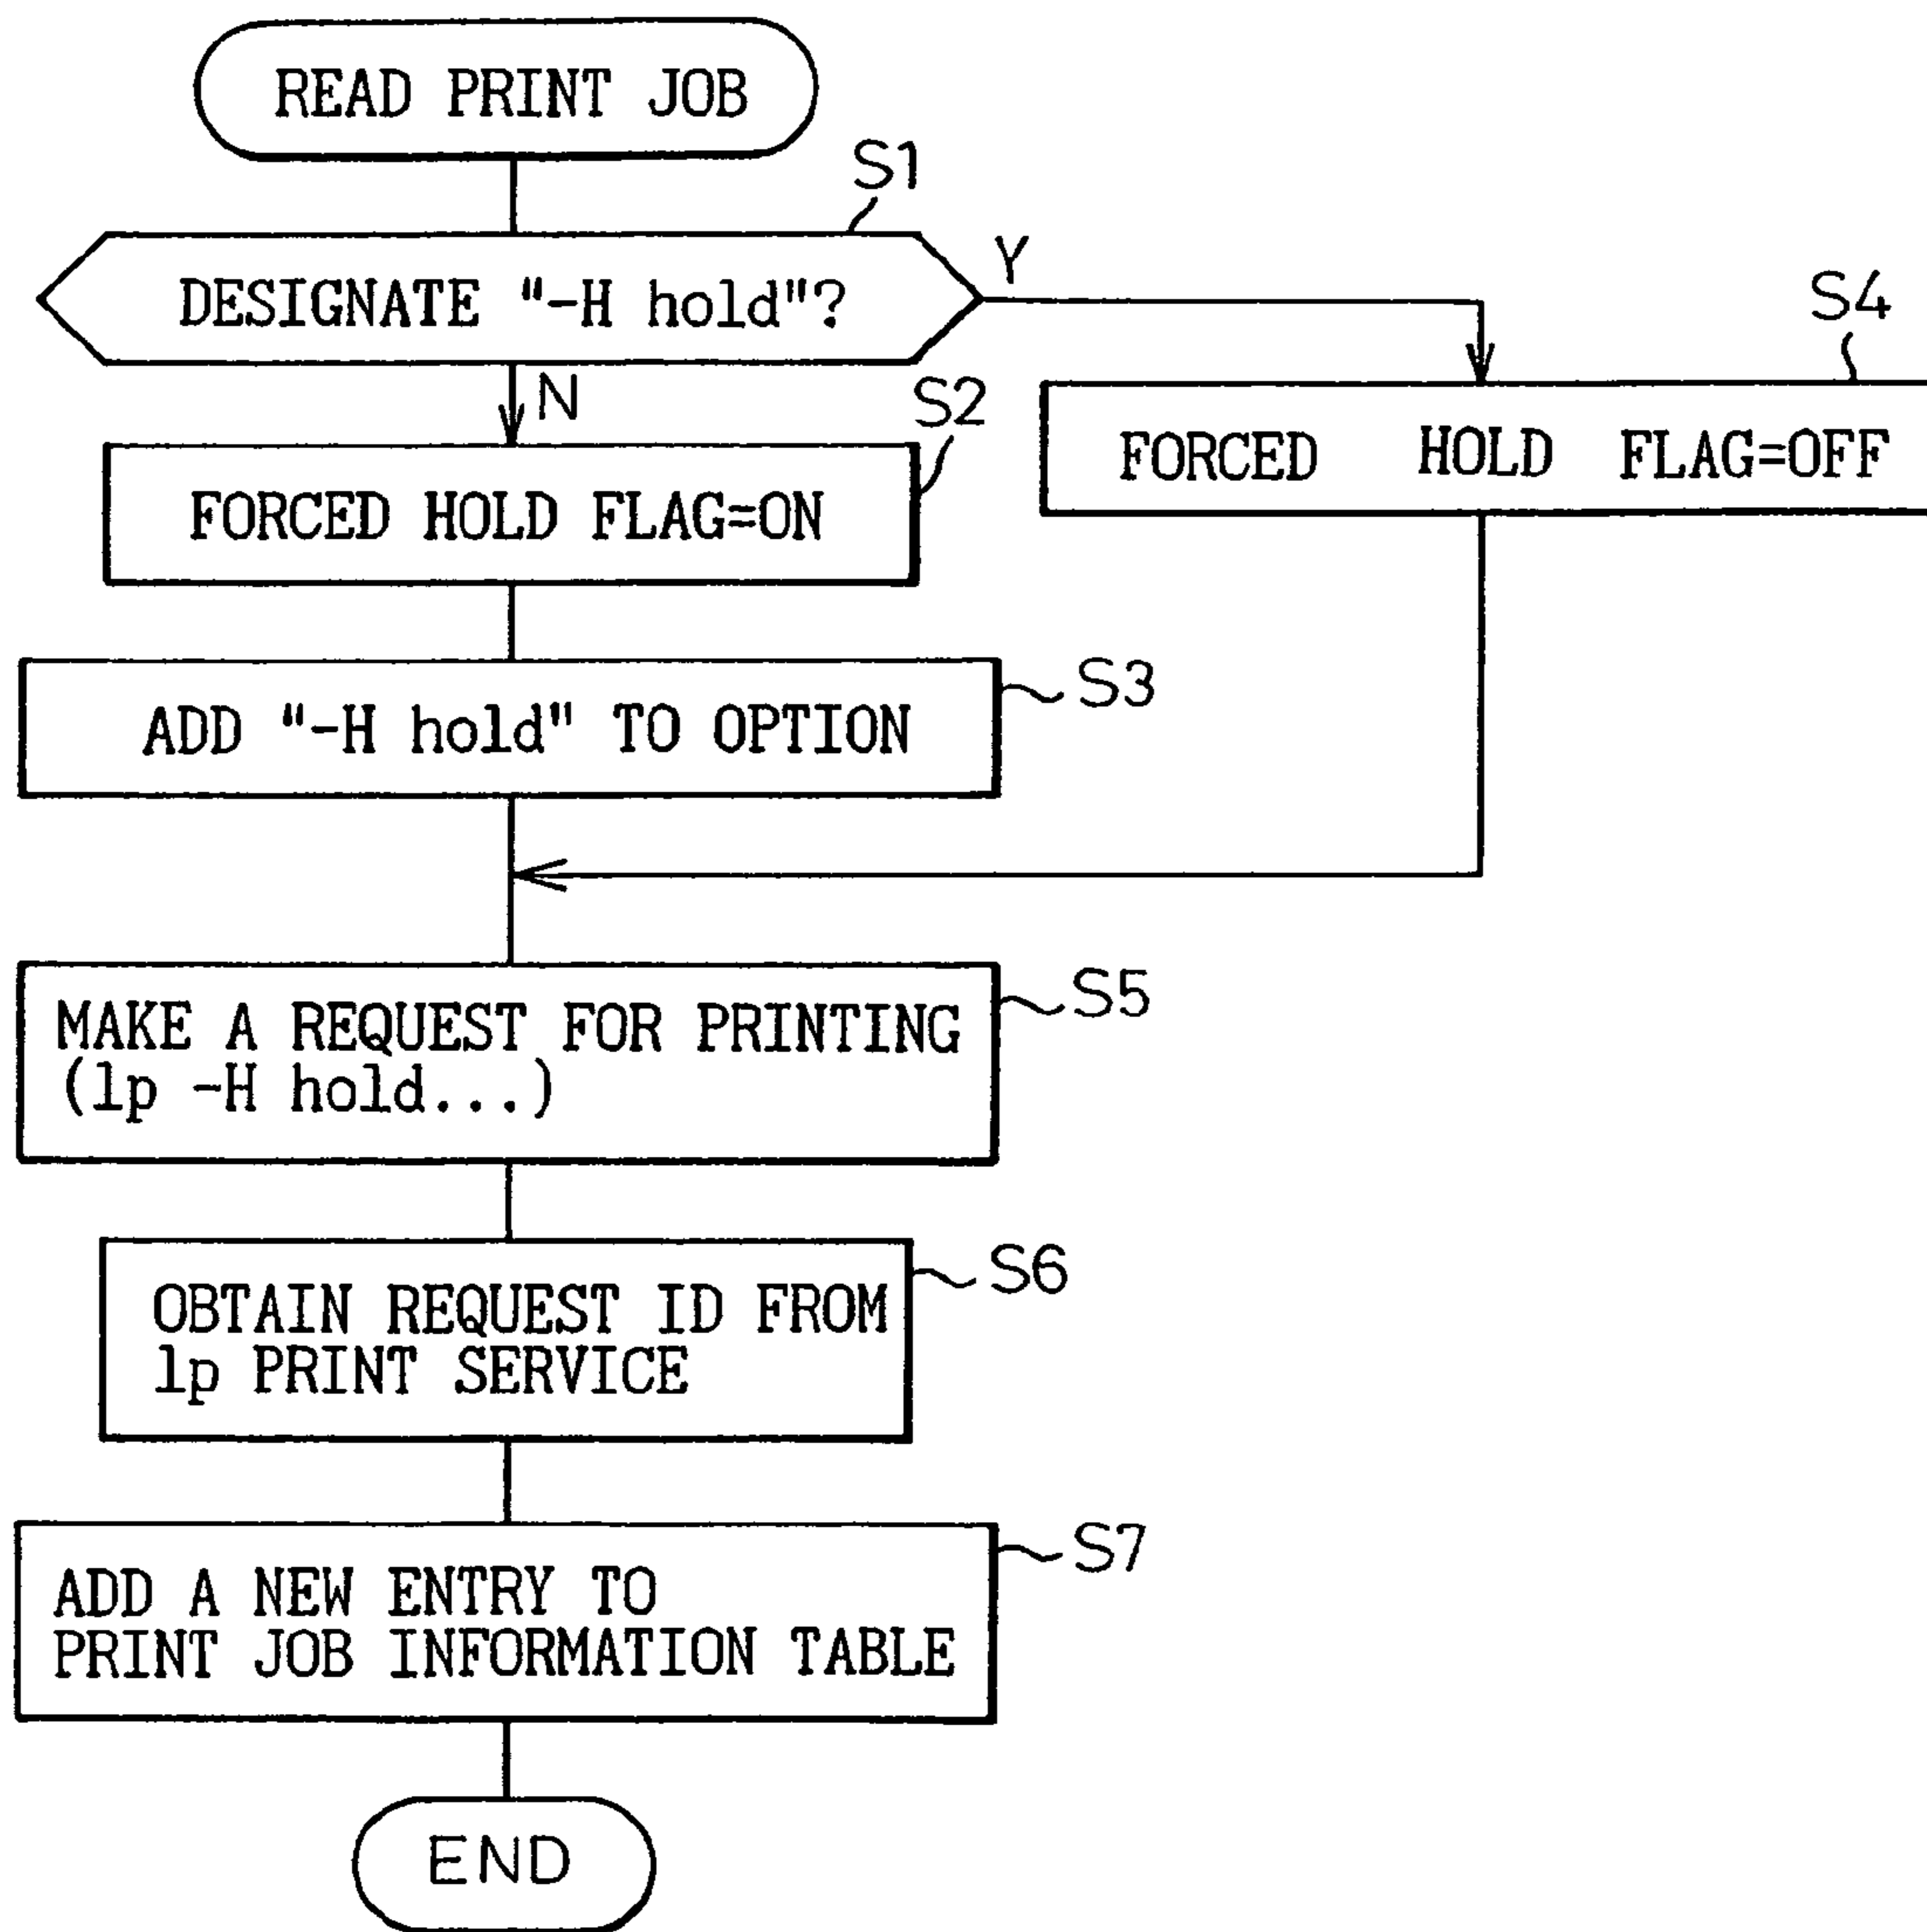 READ PRINT JOB
S1
DESIGNATE "-H hold"?
Y
N
S2
FORCED HOLD FLAG=ON
S4
FORCED HOLD FLAG=OFF
ADD "-H hold" TO OPTION
S3
MAKE A REQUEST FOR PRINTING
(lp -H hold...)
S5
OBTAIN REQUEST ID FROM
lp PRINT SERVICE
S6
ADD A NEW ENTRY TO
PRINT JOB INFORMATION TABLE
S7
END